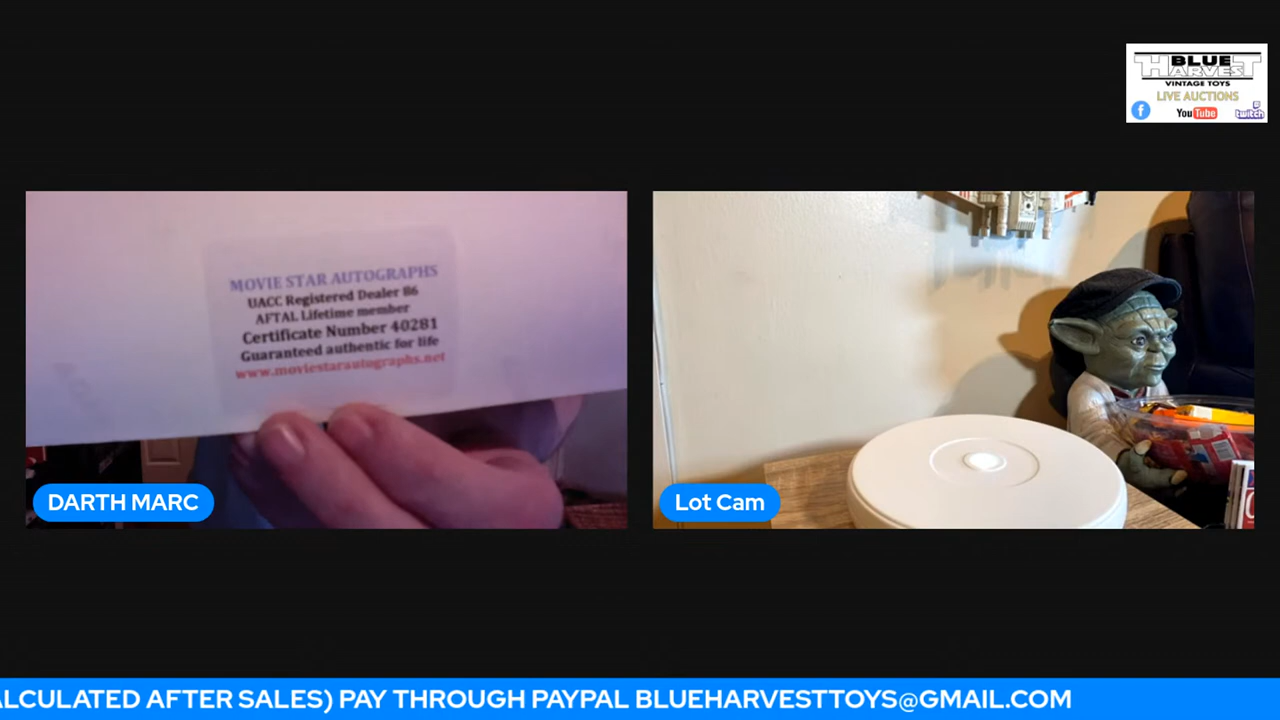 BLUE
HARVEST
VINTAGE TOYS
LIVE AUCTIONS
YouTube
twitch
MOVIE STAR AUTOGRAPHS
UACC Registered Dealer 86
AFTAL Lifetime member
Certificate Number 40281
Guaranteed authentic for life
www.moviestarautographs.net
DARTH MARC
Lot Cam
ALCULATED AFTER SALES) PAY THROUGH PAYPAL BLUEHARVESTTOYS@GMAIL.COM